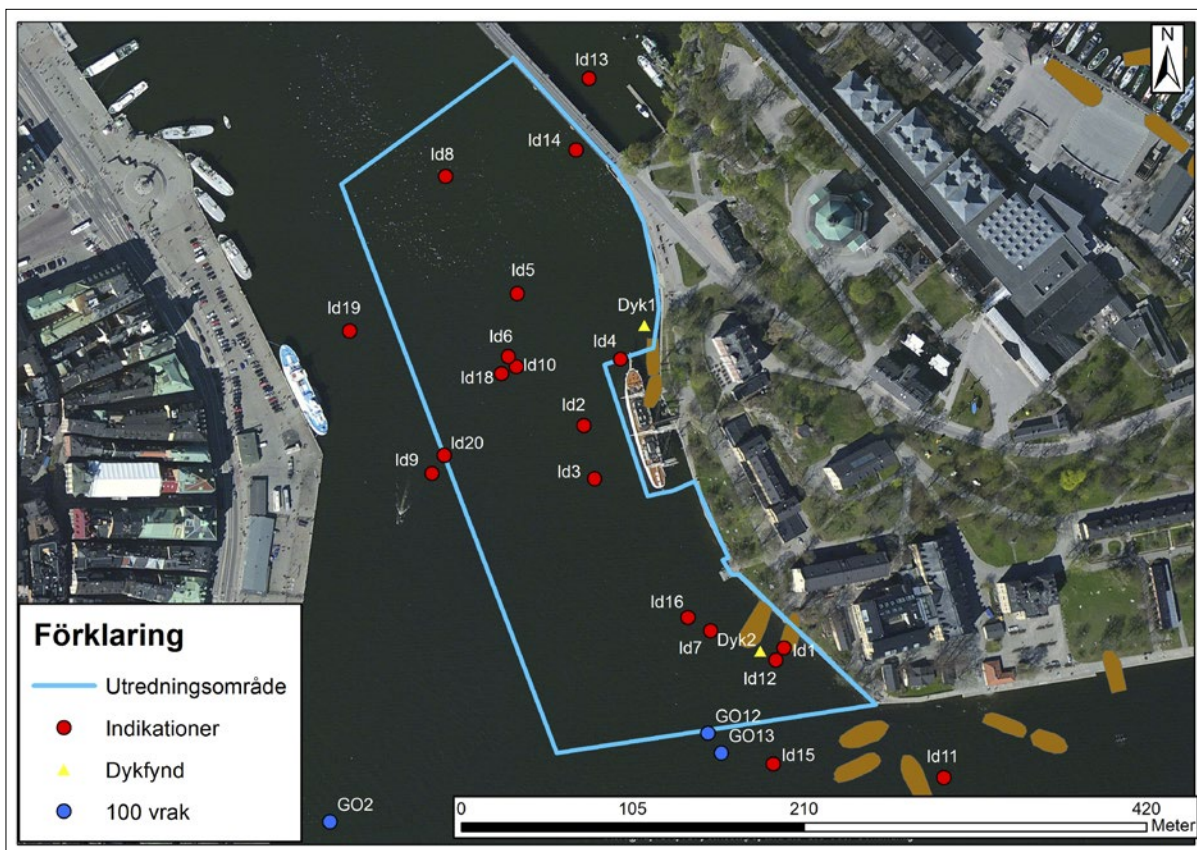 N
Id13
Id14
Id8
Id5
Dyk1
Id19
Id6
Id4
Id10
Id18
Id2
Id20
Id9
Id3
Id16
Id7
Dyk2
Id1
Id12
GO12
GO13
Id15
Id11
GO2
Förklaring
Utredningsområde
Indikationer
Dykfynd
100 vrak
0 105 210 420
Meter